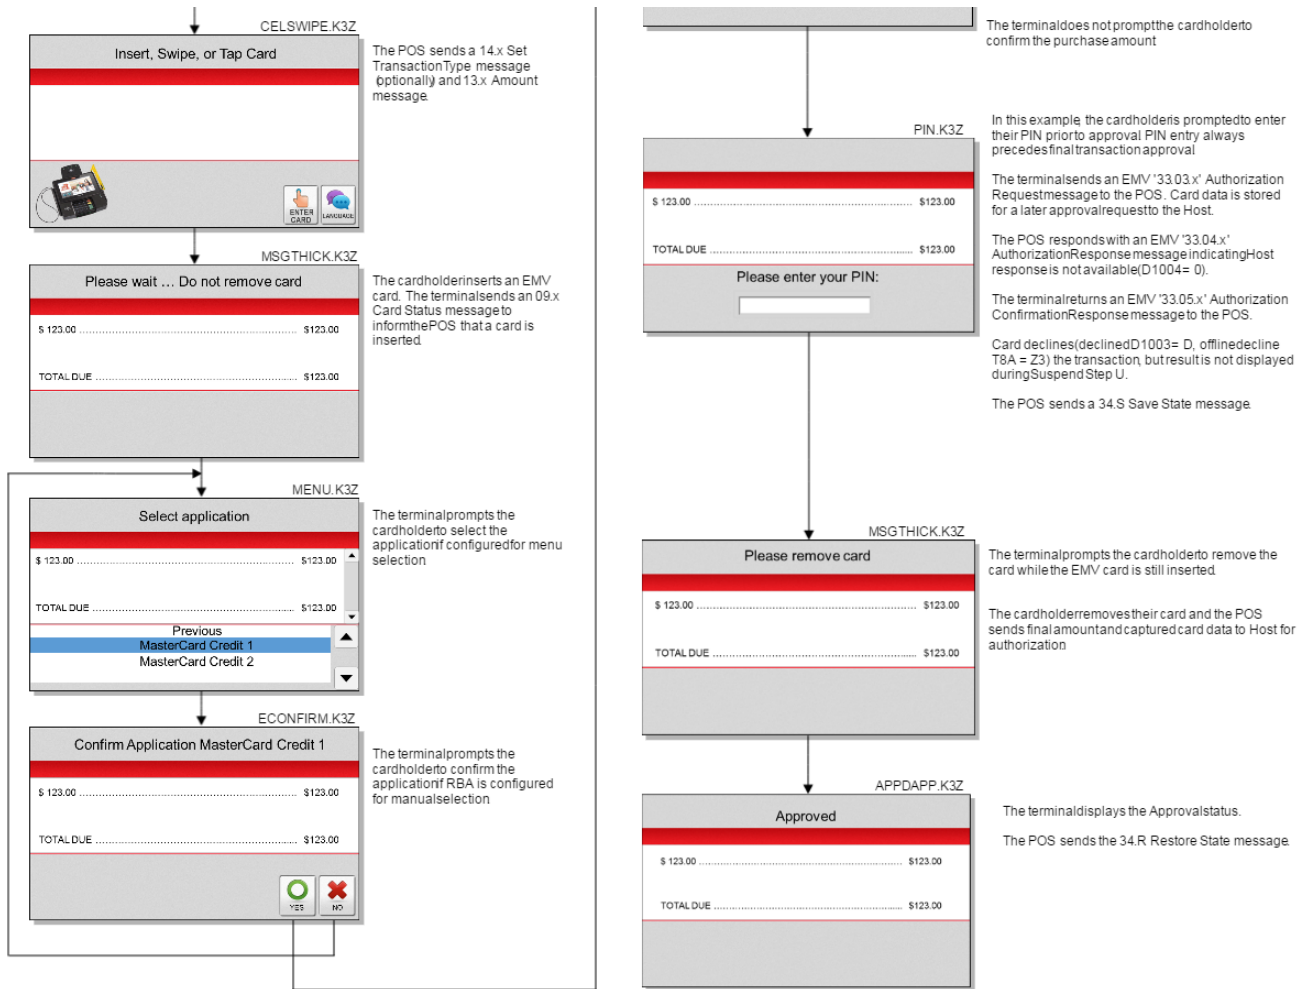 CELSWIPE.K3Z
Insert, Swipe, or Tap Card
ENTER
CARD
LANGUAGE
The POS sends a 14.x Set
TransactionType message
(optionally) and 13.x Amount
message.
MSGTHICK.K3Z
Please wait ... Do not remove card
$ 123.00 ........ $123.00
TOTAL DUE ........ $123.00
The cardholder inserts an EMV
card. The terminal sends an 09.x
Card Status message to
inform the POS that a card is
inserted.
MENU.K3Z
Select application
$ 123.00 ........ $123.00
TOTAL DUE ........ $123.00
Previous
MasterCard Credit 1
MasterCard Credit 2
The terminal prompts the
cardholder to select the
application if configured for menu
selection
ECONFIRM.K3Z
Confirm Application MasterCard Credit 1
$ 123.00 ........ $123.00
TOTAL DUE ........ $123.00
YES
NO
The terminal prompts the
cardholder to confirm the
application if RBA is configured
for manual selection
The terminal does not prompt the cardholder to
confirm the purchase amount
PIN.K3Z
$ 123.00 ........ $123.00
TOTAL DUE ........ $123.00
Please enter your PIN:
In this example, the cardholder is prompted to enter
their PIN prior to approval. PIN entry always
precedes final transaction approval
The terminal sends an EMV '33.03.x' Authorization
Request message to the POS. Card data is stored
for a later approval request to the Host.
The POS responds with an EMV '33.04.x'
Authorization Response message indicating Host
response is not available (D1004 = 0).
The terminal returns an EMV '33.05.x' Authorization
Confirmation Response message to the POS.
Card declines (declined D1003 = D, offline decline
T8A = Z3) the transaction, but result is not displayed
during Suspend Step U.
The POS sends a 34.S Save State message.
MSGTHICK.K3Z
Please remove card
$ 123.00 ........ $123.00
TOTAL DUE ........ $123.00
The terminal prompts the cardholder to remove the
card while the EMV card is still inserted.
The cardholder removes their card and the POS
sends final amount and captured card data to Host for
authorization
APPDAPP.K3Z
Approved
$ 123.00 ........ $123.00
TOTAL DUE ........ $123.00
The terminal displays the Approval status.
The POS sends the 34.R Restore State message.